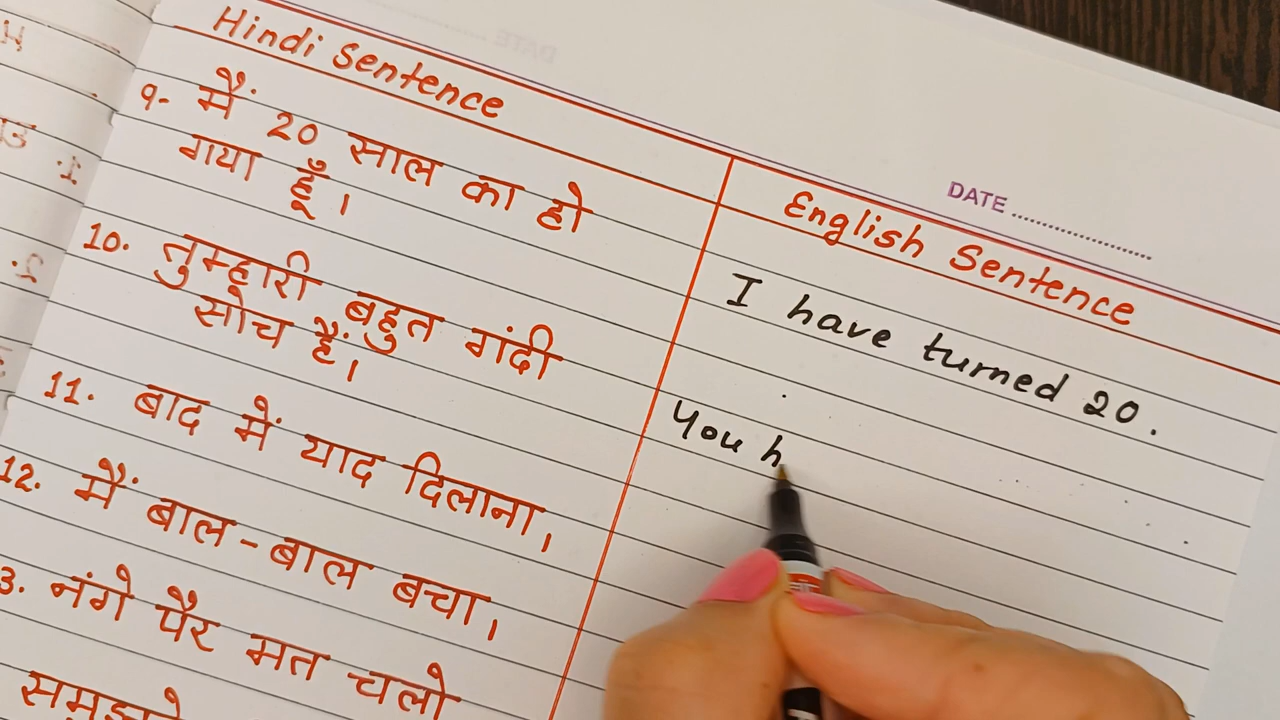 Hindi Sentence
English Sentence
DATE
9- मैं 20 साल का हो
गया हूँ।
I have turned 20.
10. तुम्हारी बहुत गंदी
सोच हैं।
You h
11. बाद में याद दिलाना।
12. मैं बाल-बाल बचा।
3. नंगे पैर मत चलो